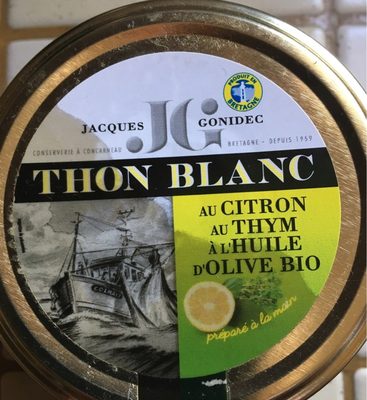 PRODUIT EN
BRETAGNE
JG
JACQUES GONIDEC
CONSERVERIE À CONCARNEAU BRETAGNE - DEPUIS 1959
THON BLANC
AU CITRON
AU THYM
À L'HUILE
D'OLIVE BIO
préparé à la main